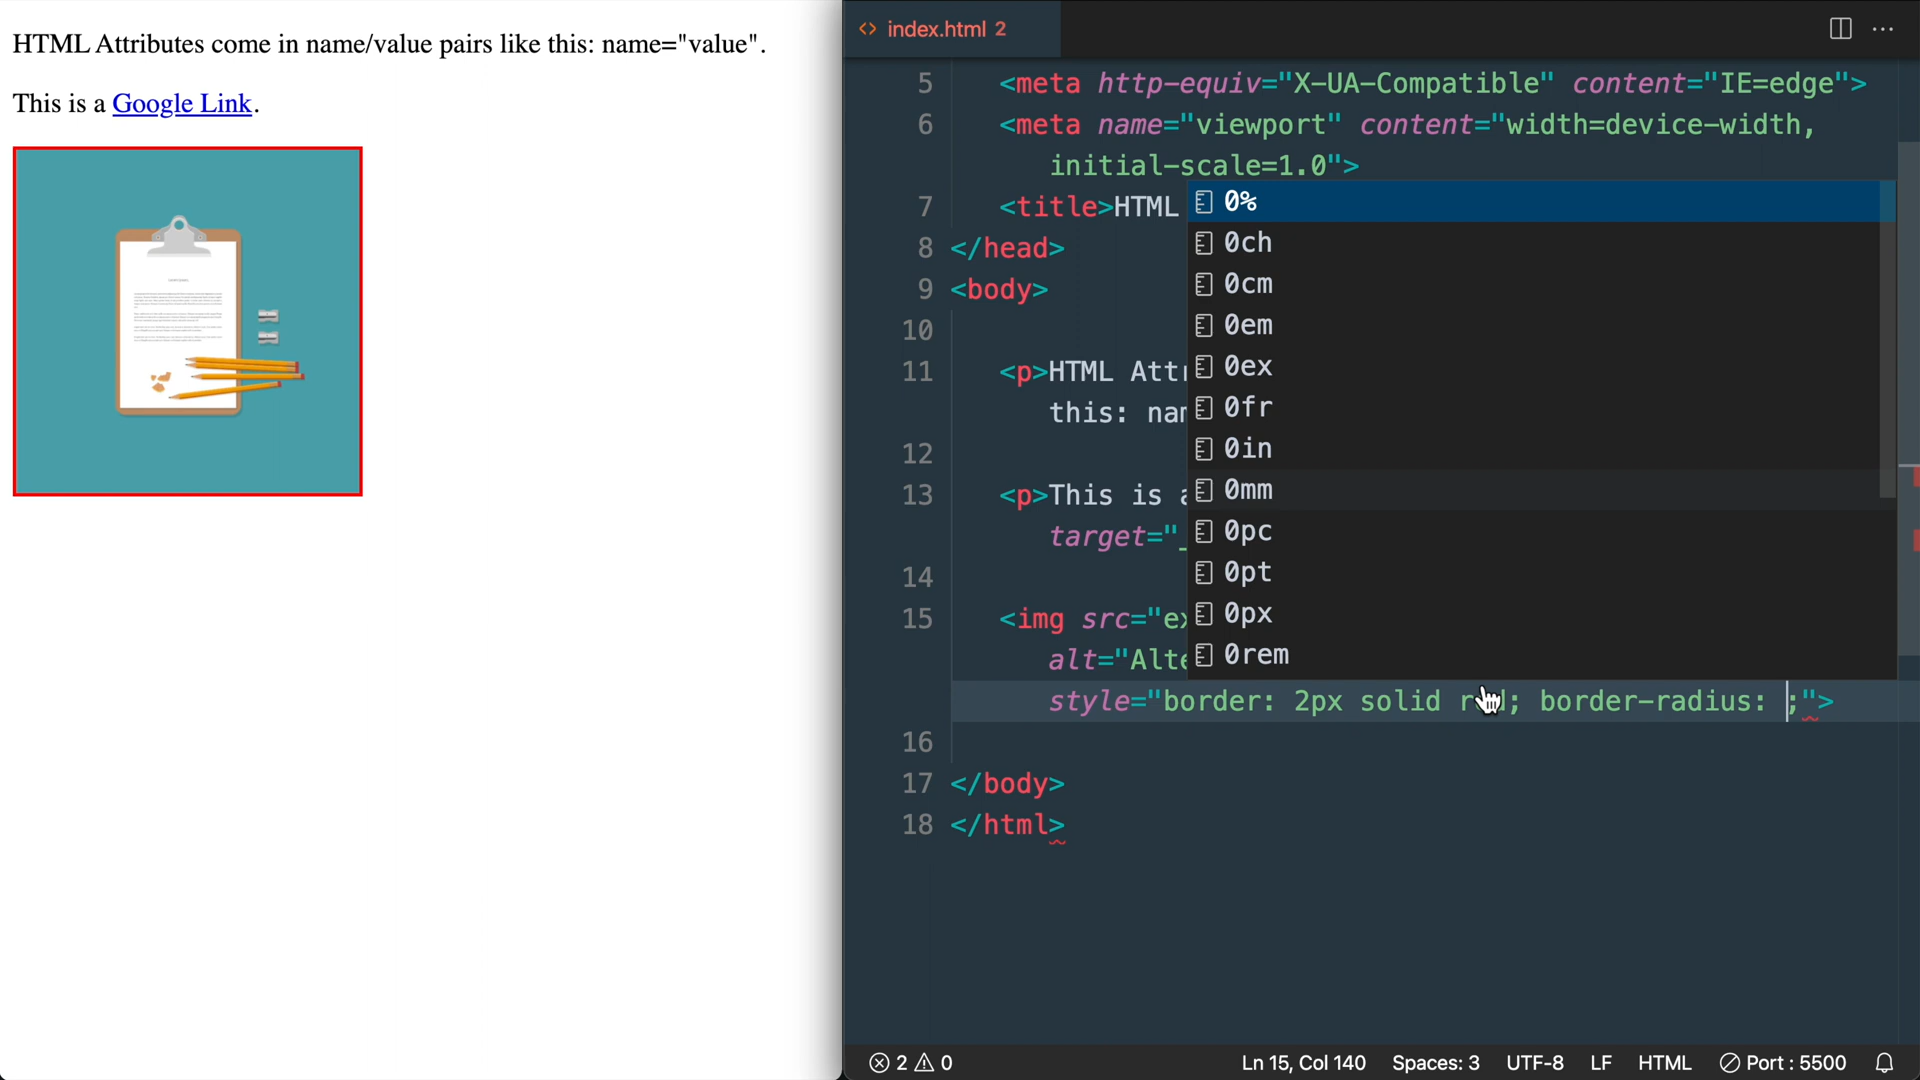 HTML Attributes come in name/value pairs like this: name="value".
This is a Google Link.
<> index.html 2
5 <meta http-equiv="X-UA-Compatible" content="IE=edge">
6 <meta name="viewport" content="width=device-width,
initial-scale=1.0">
7 <title>HTML
8 </head>
9 <body>
10
11 <p>HTML Attr
this: nam
12
13 <p>This is a
target="_
14
15 <img src="ex
alt="Alte
style="border: 2px solid red; border-radius: ;">
16
17 </body>
18 </html>
0%
0ch
0cm
0em
0ex
0fr
0in
0mm
0pc
0pt
0px
0rem
2 0 Ln 15, Col 140 Spaces: 3 UTF-8 LF HTML Port : 5500